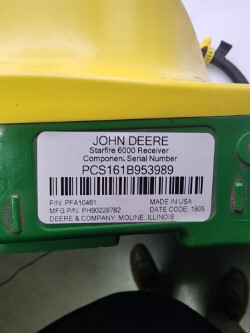 JOHN DEERE
Starfire 6000 Receiver
Component Serial Number
PCS161B953989
P/N: PFA10461 MADE IN USA
MFG P/N: PH90228782 DATE CODE: 1805
DEERE & COMPANY, MOLINE, ILLINOIS